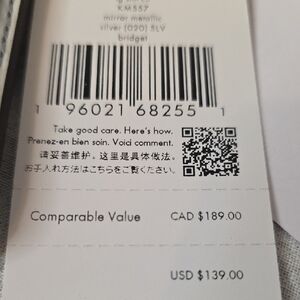 KM557
mirror metallic
silver (020) SLV
bridget
1 96021 68255 1
Take good care. Here's how.
Prenez-en bien soin. Voici comment.
请妥善维护。这里是具体做法。
お手入れ方法はこちらをご覧ください。
Comparable Value CAD $189.00
USD $139.00